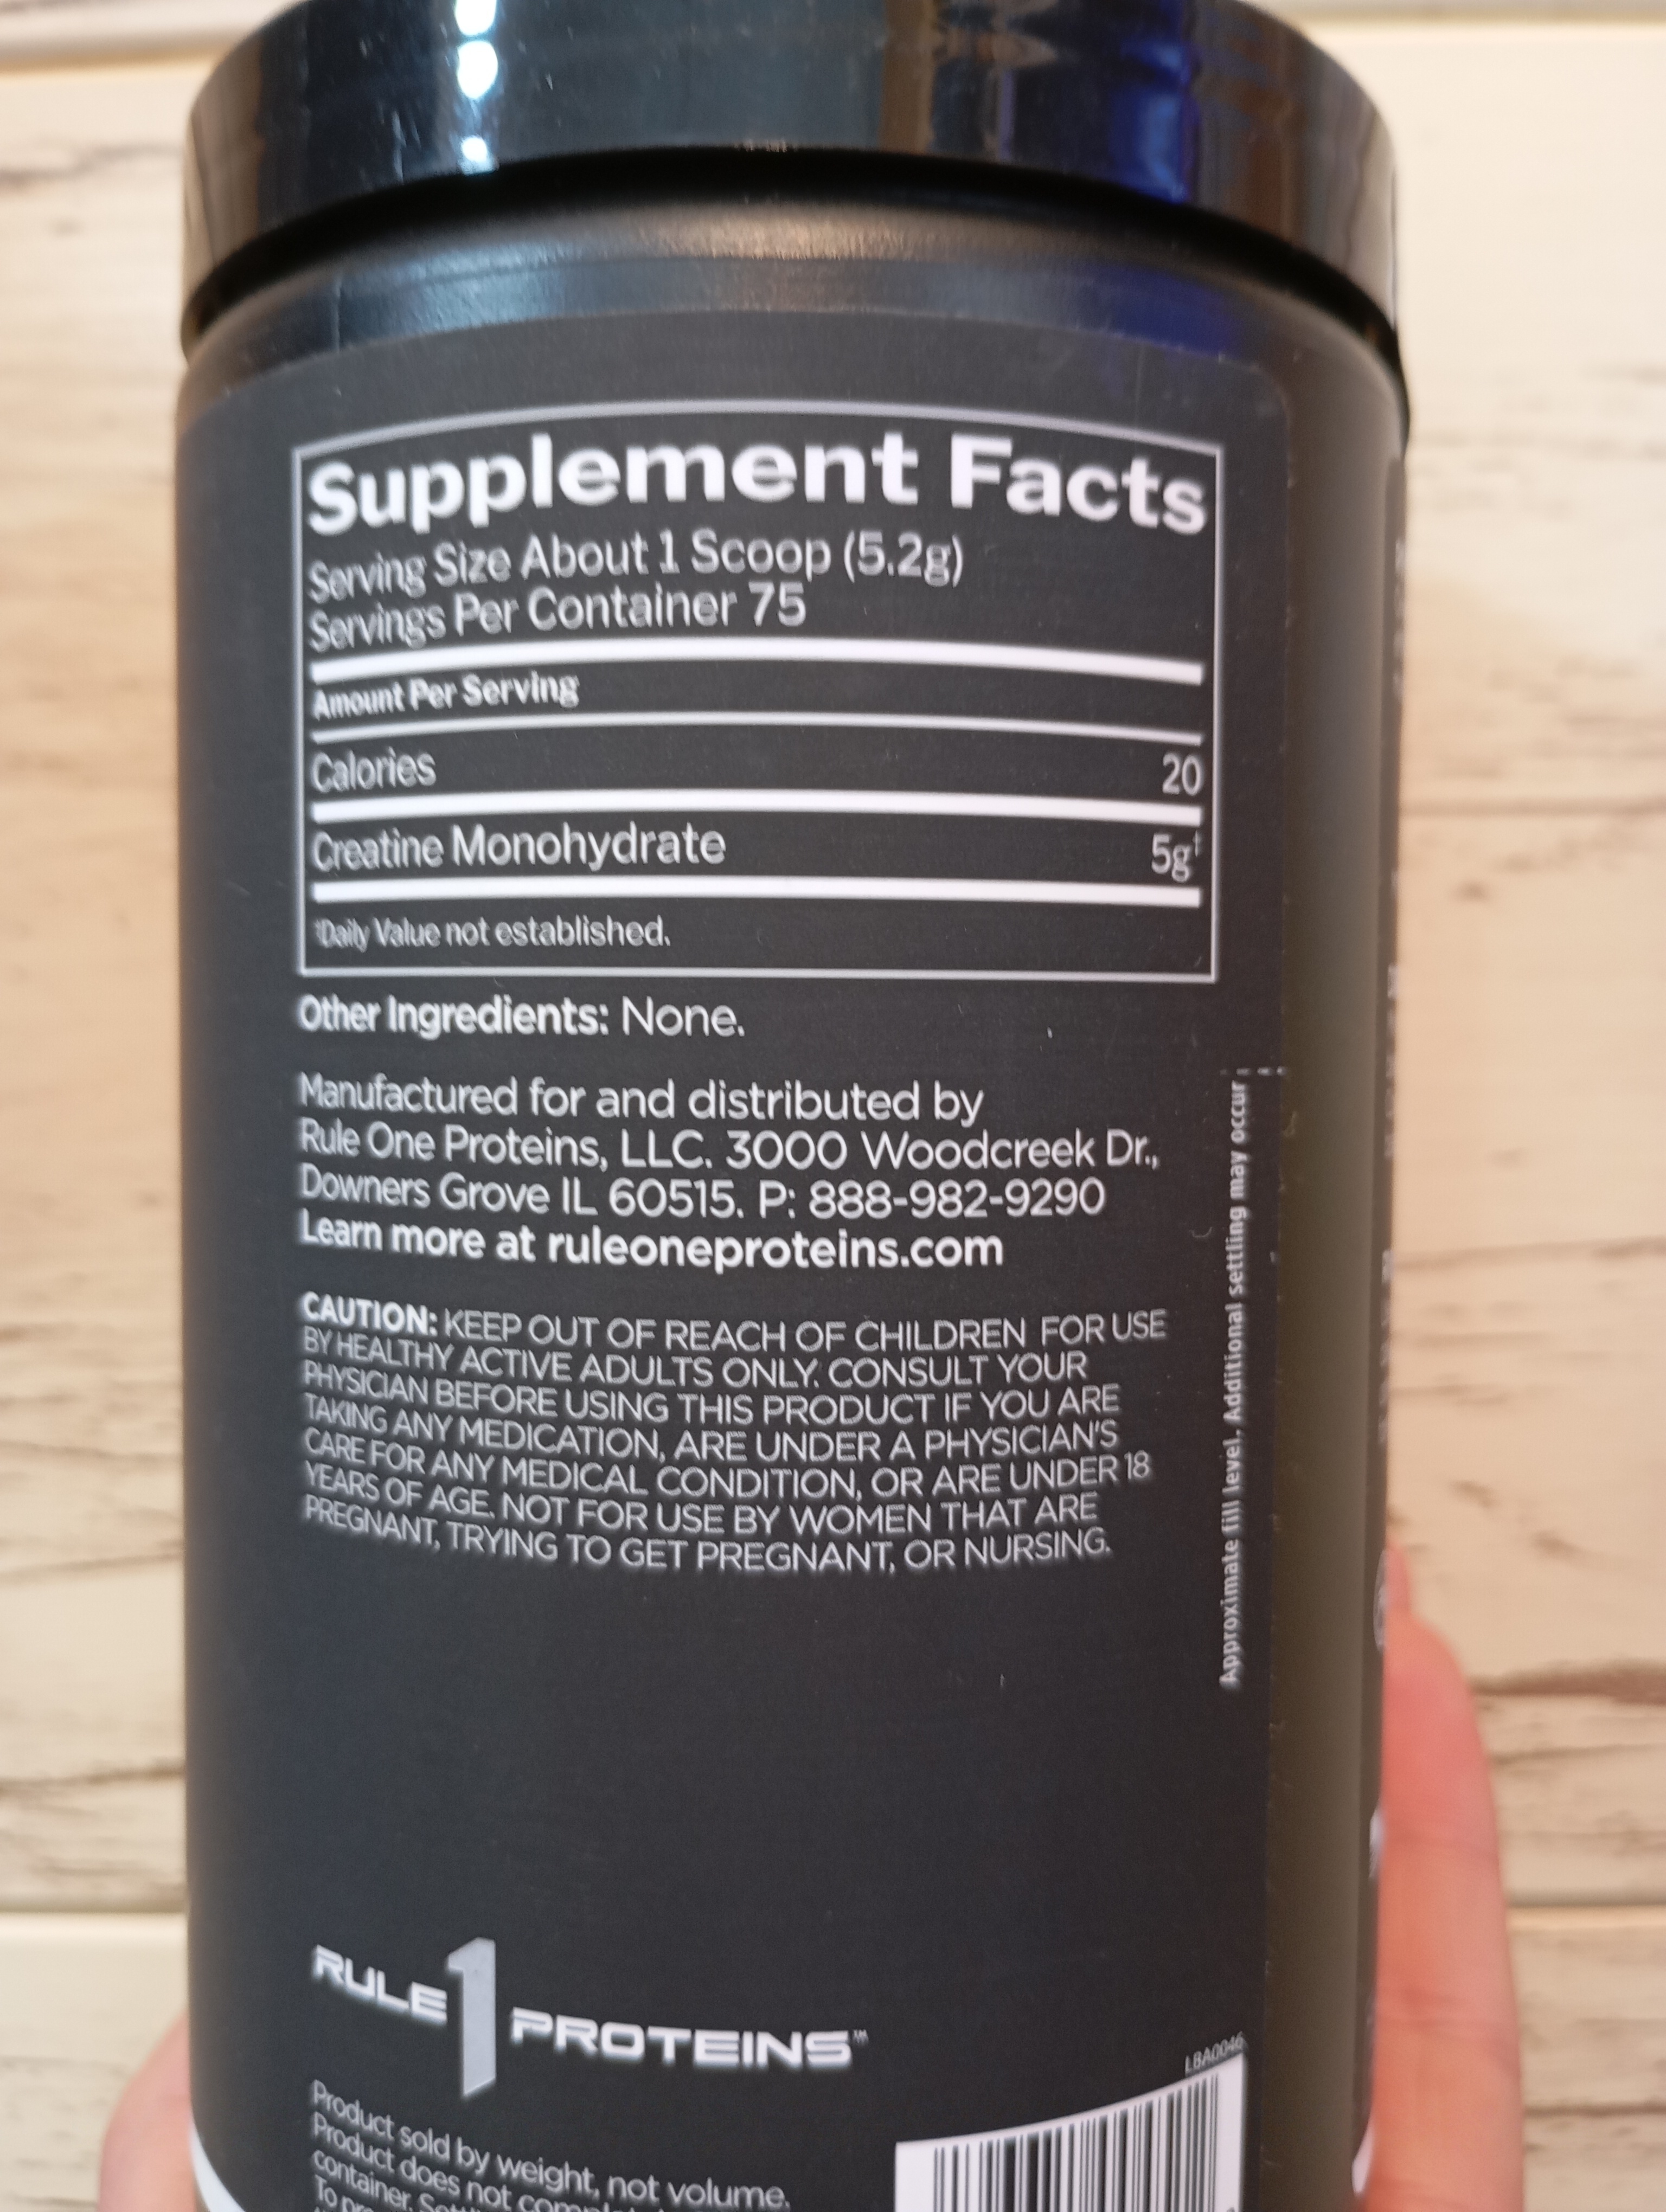 Supplement Facts
Serving Size About 1 Scoop (5.2g)
Servings Per Container 75
Amount Per Serving
Calories 20
Creatine Monohydrate 5g†
†Daily Value not established.
Other Ingredients: None.
Manufactured for and distributed by
Rule One Proteins, LLC. 3000 Woodcreek Dr.,
Downers Grove IL 60515. P: 888-982-9290
Learn more at ruleoneproteins.com
CAUTION: KEEP OUT OF REACH OF CHILDREN FOR USE
BY HEALTHY ACTIVE ADULTS ONLY. CONSULT YOUR
PHYSICIAN BEFORE USING THIS PRODUCT IF YOU ARE
TAKING ANY MEDICATION, ARE UNDER A PHYSICIAN'S
CARE FOR ANY MEDICAL CONDITION, OR ARE UNDER 18
YEARS OF AGE. NOT FOR USE BY WOMEN THAT ARE
PREGNANT, TRYING TO GET PREGNANT, OR NURSING.
Approximate fill level. Additional settling may occur
RULE 1 PROTEINS™
LBA0046
Product sold by weight, not volume.
Product does not
container.
To